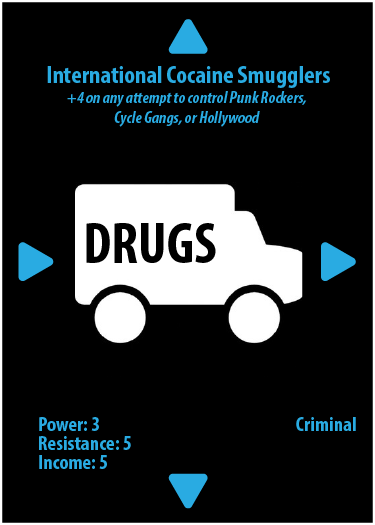 International Cocaine Smugglers
+4 on any attempt to control Punk Rockers,
Cycle Gangs, or Hollywood
DRUGS
Power: 3
Criminal
Resistance: 5
Income: 5